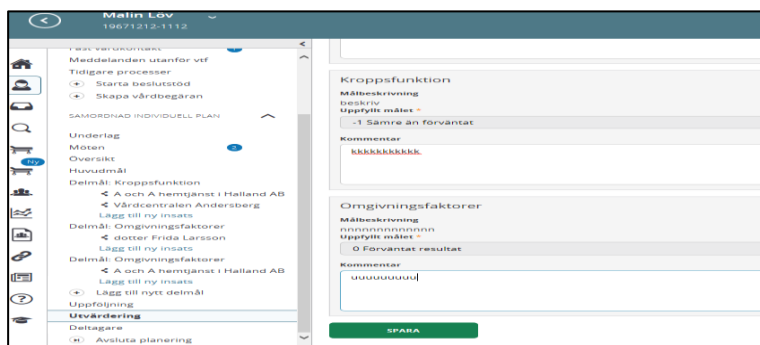 Malin Löv
19671212-1112
Fast vårdkontakt
Meddelanden utanför vtf
Tidigare processer
Starta beslutstöd
Skapa vårdbegäran
SAMORDNAD INDIVIDUELL PLAN
Underlag
Möten 2
Översikt
Huvudmål
Delmål: Kroppsfunktion
A och A hemtjänst i Halland AB
Vårdcentralen Andersberg
Lägg till ny insats
Delmål: Omgivningsfaktorer
dotter Frida Larsson
Lägg till ny insats
Delmål: Omgivningsfaktorer
A och A hemtjänst i Halland AB
Lägg till ny insats
Lägg till nytt delmål
Uppföljning
Utvärdering
Deltagare
Avsluta planering
Ny
Kroppsfunktion
Målbeskrivning
beskriv
Uppfyllt målet *
-1 Sämre än förväntat
Kommentar
kkkkkkkkkkk
Omgivningsfaktorer
Målbeskrivning
nnnnnnnnnnnnn
Uppfyllt målet *
0 Förväntat resultat
Kommentar
uuuuuuuuu
SPARA